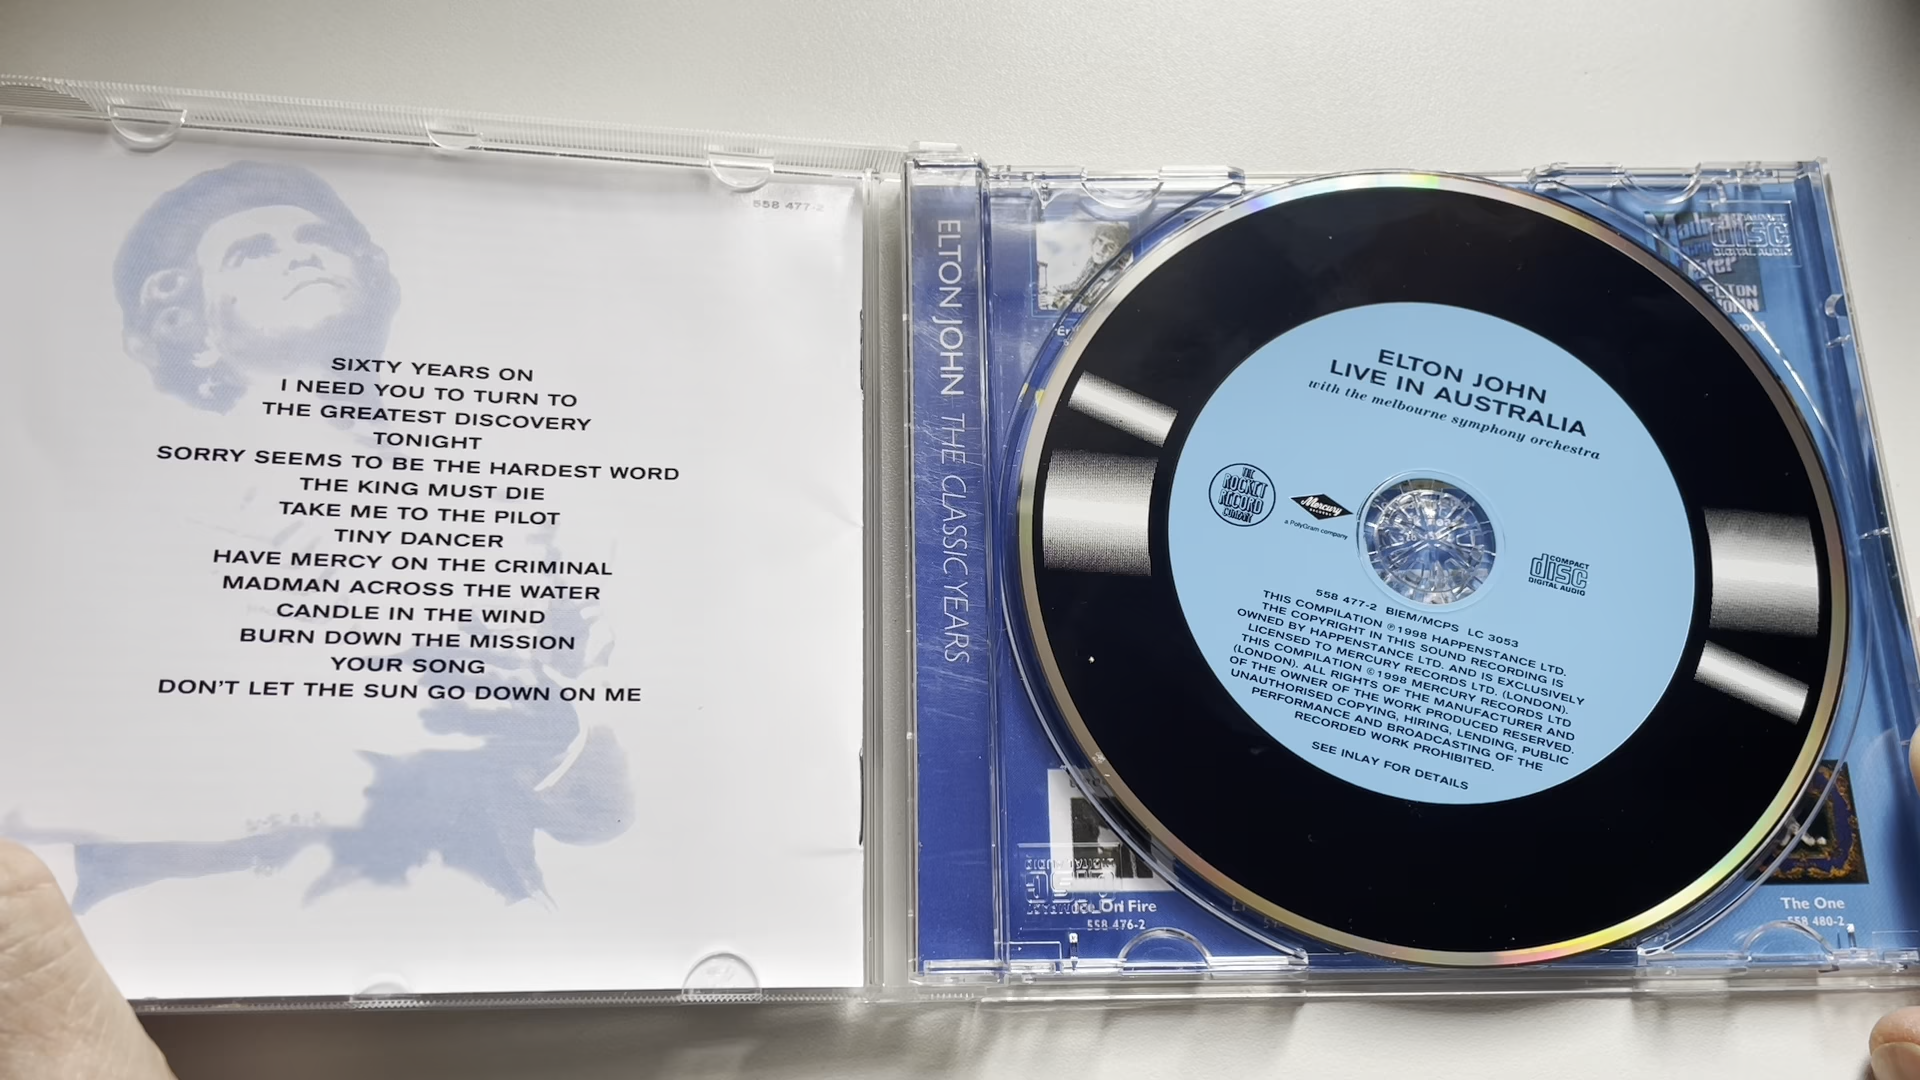 558 477-2
SIXTY YEARS ON
I NEED YOU TO TURN TO
THE GREATEST DISCOVERY
TONIGHT
SORRY SEEMS TO BE THE HARDEST WORD
THE KING MUST DIE
TAKE ME TO THE PILOT
TINY DANCER
HAVE MERCY ON THE CRIMINAL
MADMAN ACROSS THE WATER
CANDLE IN THE WIND
BURN DOWN THE MISSION
YOUR SONG
DON'T LET THE SUN GO DOWN ON ME
ELTON JOHN THE CLASSIC YEARS
ELTON JOHN
LIVE IN AUSTRALIA
with the melbourne symphony orchestra
THE
ROCKET
RECORD
COMPANY
Mercury
RECORDS
a PolyGram company
COMPACT
disc
DIGITAL AUDIO
558 477-2 BIEM/MCPS LC 3053
THIS COMPILATION ℗1998 HAPPENSTANCE LTD.
THE COPYRIGHT IN THIS SOUND RECORDING IS
OWNED BY HAPPENSTANCE LTD. AND IS EXCLUSIVELY
LICENSED TO MERCURY RECORDS LTD. (LONDON).
THIS COMPILATION ©1998 MERCURY RECORDS LTD
(LONDON). ALL RIGHTS OF THE MANUFACTURER AND
OF THE OWNER OF THE WORK PRODUCED RESERVED.
UNAUTHORISED COPYING, HIRING, LENDING, PUBLIC
PERFORMANCE AND BROADCASTING OF THE
RECORDED WORK PROHIBITED.
SEE INLAY FOR DETAILS
disc
DIGITAL AUDIO
ELTON
JOHN
On Fire
558 476-2
The One
558 480-2